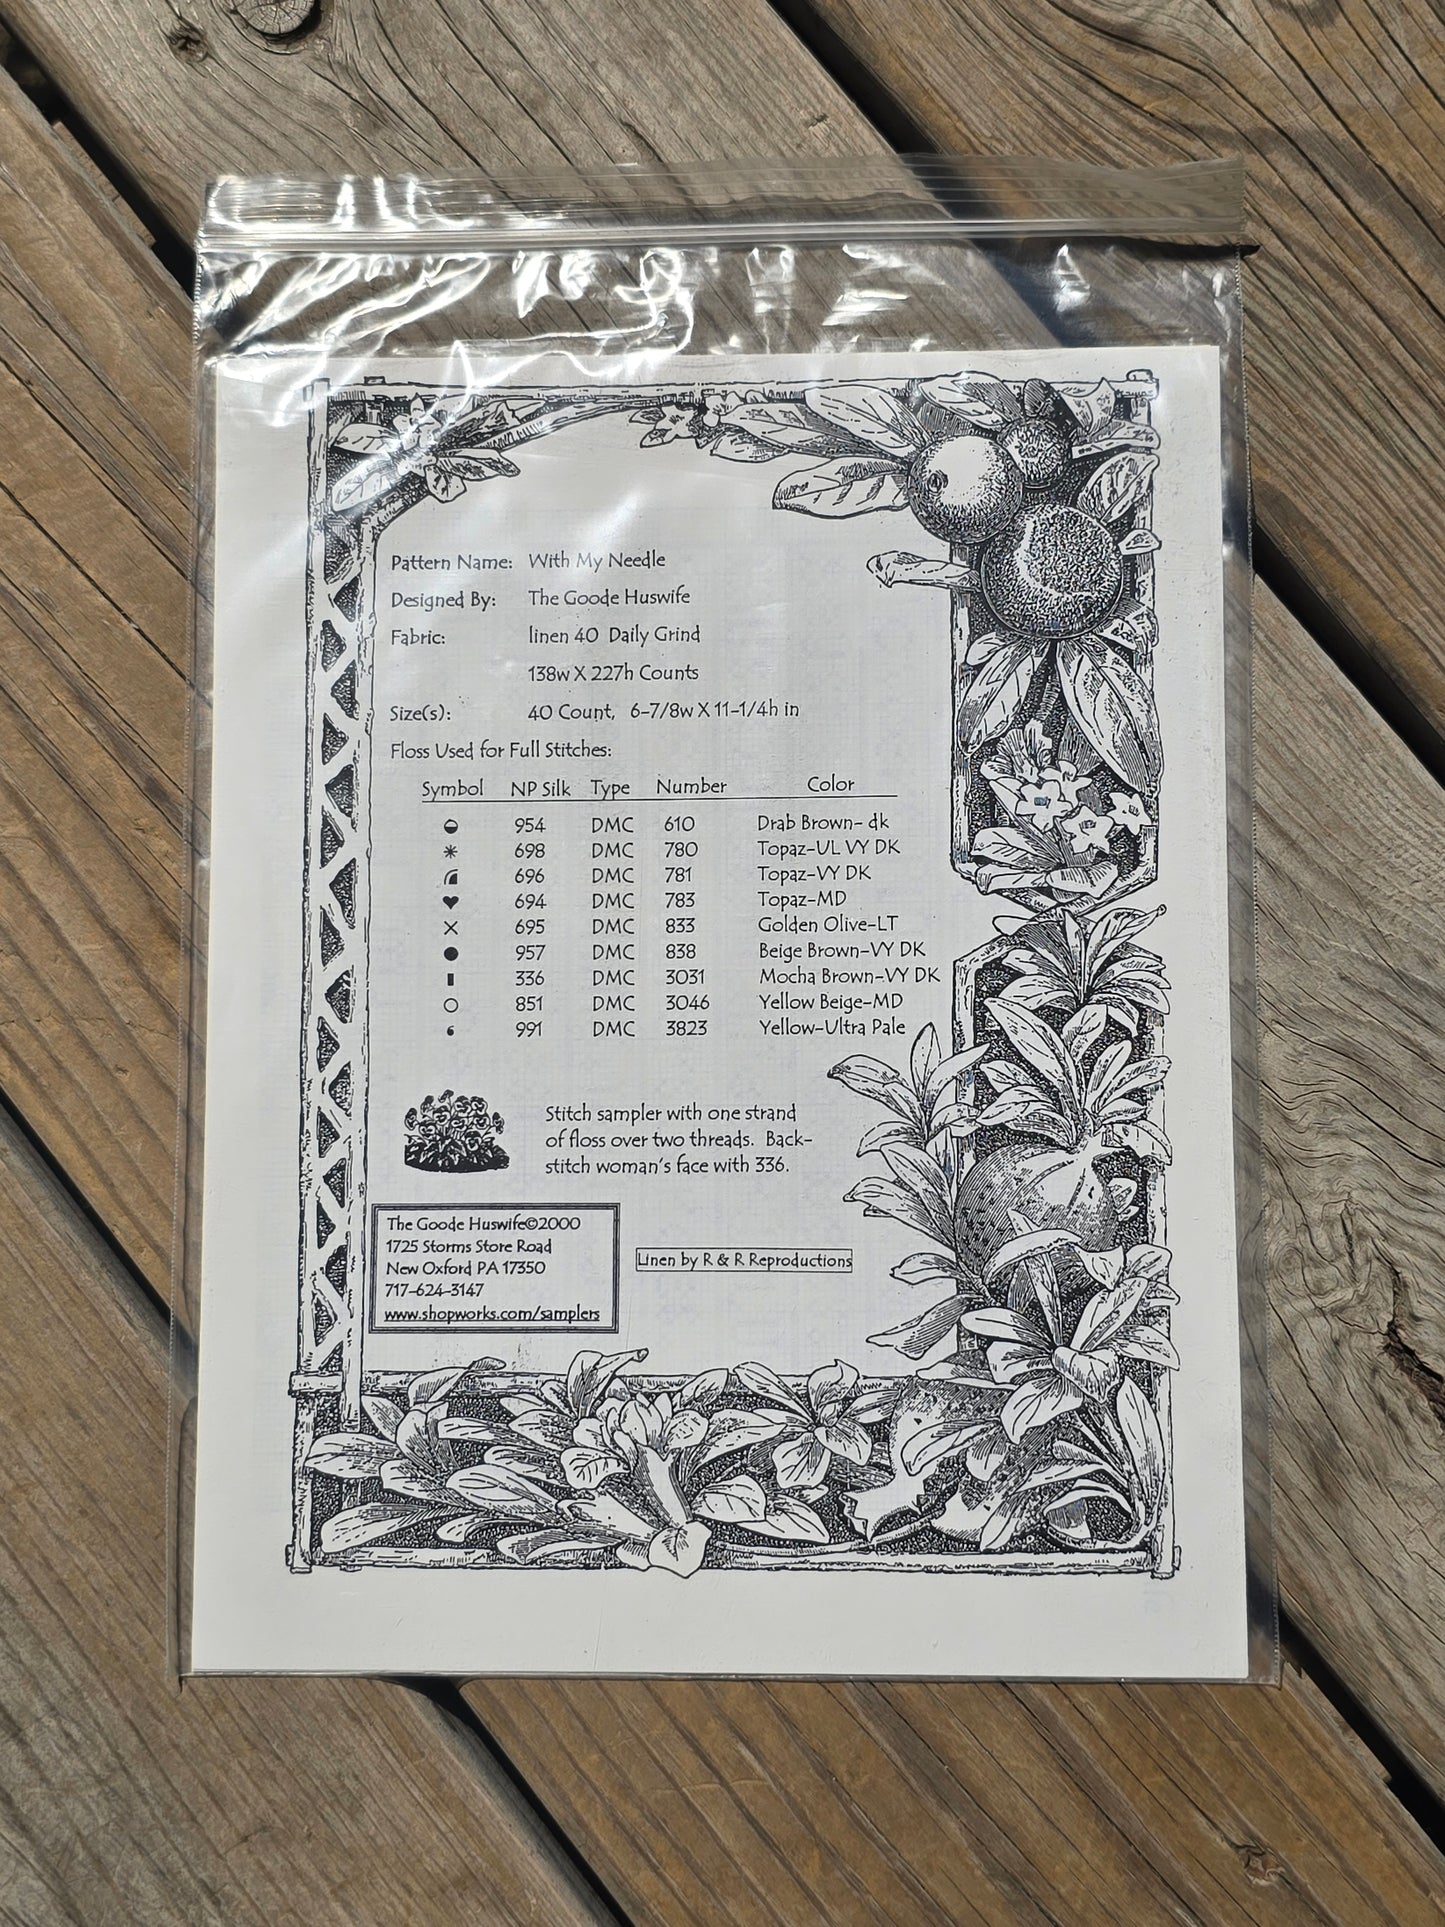 Pattern Name: With My Needle
Designed By: The Goode Huswife
Fabric: linen 40 Daily Grind
138w X 227h Counts
Size(s): 40 Count, 6-7/8w X 11-1/4h in
Floss Used for Full Stitches:
Symbol NP Silk Type Number Color
954 DMC 610 Drab Brown- dk
698 DMC 780 Topaz-UL VY DK
696 DMC 781 Topaz-VY DK
694 DMC 783 Topaz-MD
695 DMC 833 Golden Olive-LT
957 DMC 838 Beige Brown-VY DK
336 DMC 3031 Mocha Brown-VY DK
851 DMC 3046 Yellow Beige-MD
991 DMC 3823 Yellow-Ultra Pale
Stitch sampler with one strand
of floss over two threads. Back-
stitch woman's face with 336.
The Goode Huswife©2000
1725 Storms Store Road
New Oxford PA 17350
717-624-3147
www.shopworks.com/samplers
Linen by R & R Reproductions